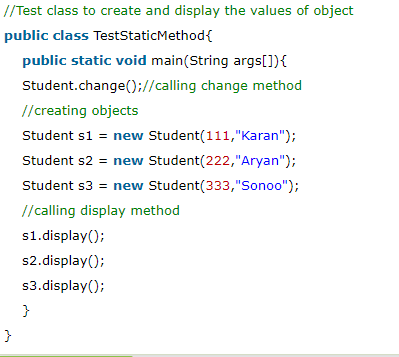 //Test class to create and display the values of object
public class TestStaticMethod{
public static void main(String args[]){
Student.change();//calling change method
//creating objects
Student s1 = new Student(111,"Karan");
Student s2 = new Student(222,"Aryan");
Student s3 = new Student(333,"Sonoo");
//calling display method
s1.display();
s2.display();
s3.display();
}
}